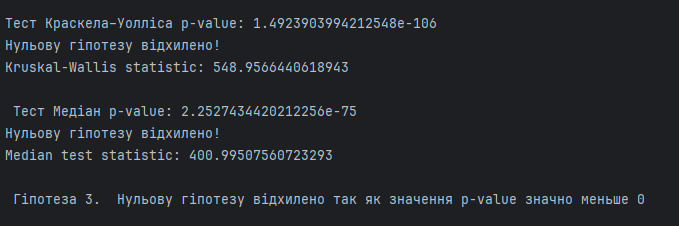 Тест Краскела–Уолліса p-value: 1.4923903994212548e-106
Нульову гіпотезу відхилено!
Kruskal-Wallis statistic: 548.9566440618943
Тест Медіан p-value: 2.2527434420212256e-75
Нульову гіпотезу відхилено!
Median test statistic: 400.99507560723293
Гіпотеза 3.  Нульову гіпотезу відхилено так як значення p-value значно меньше 0